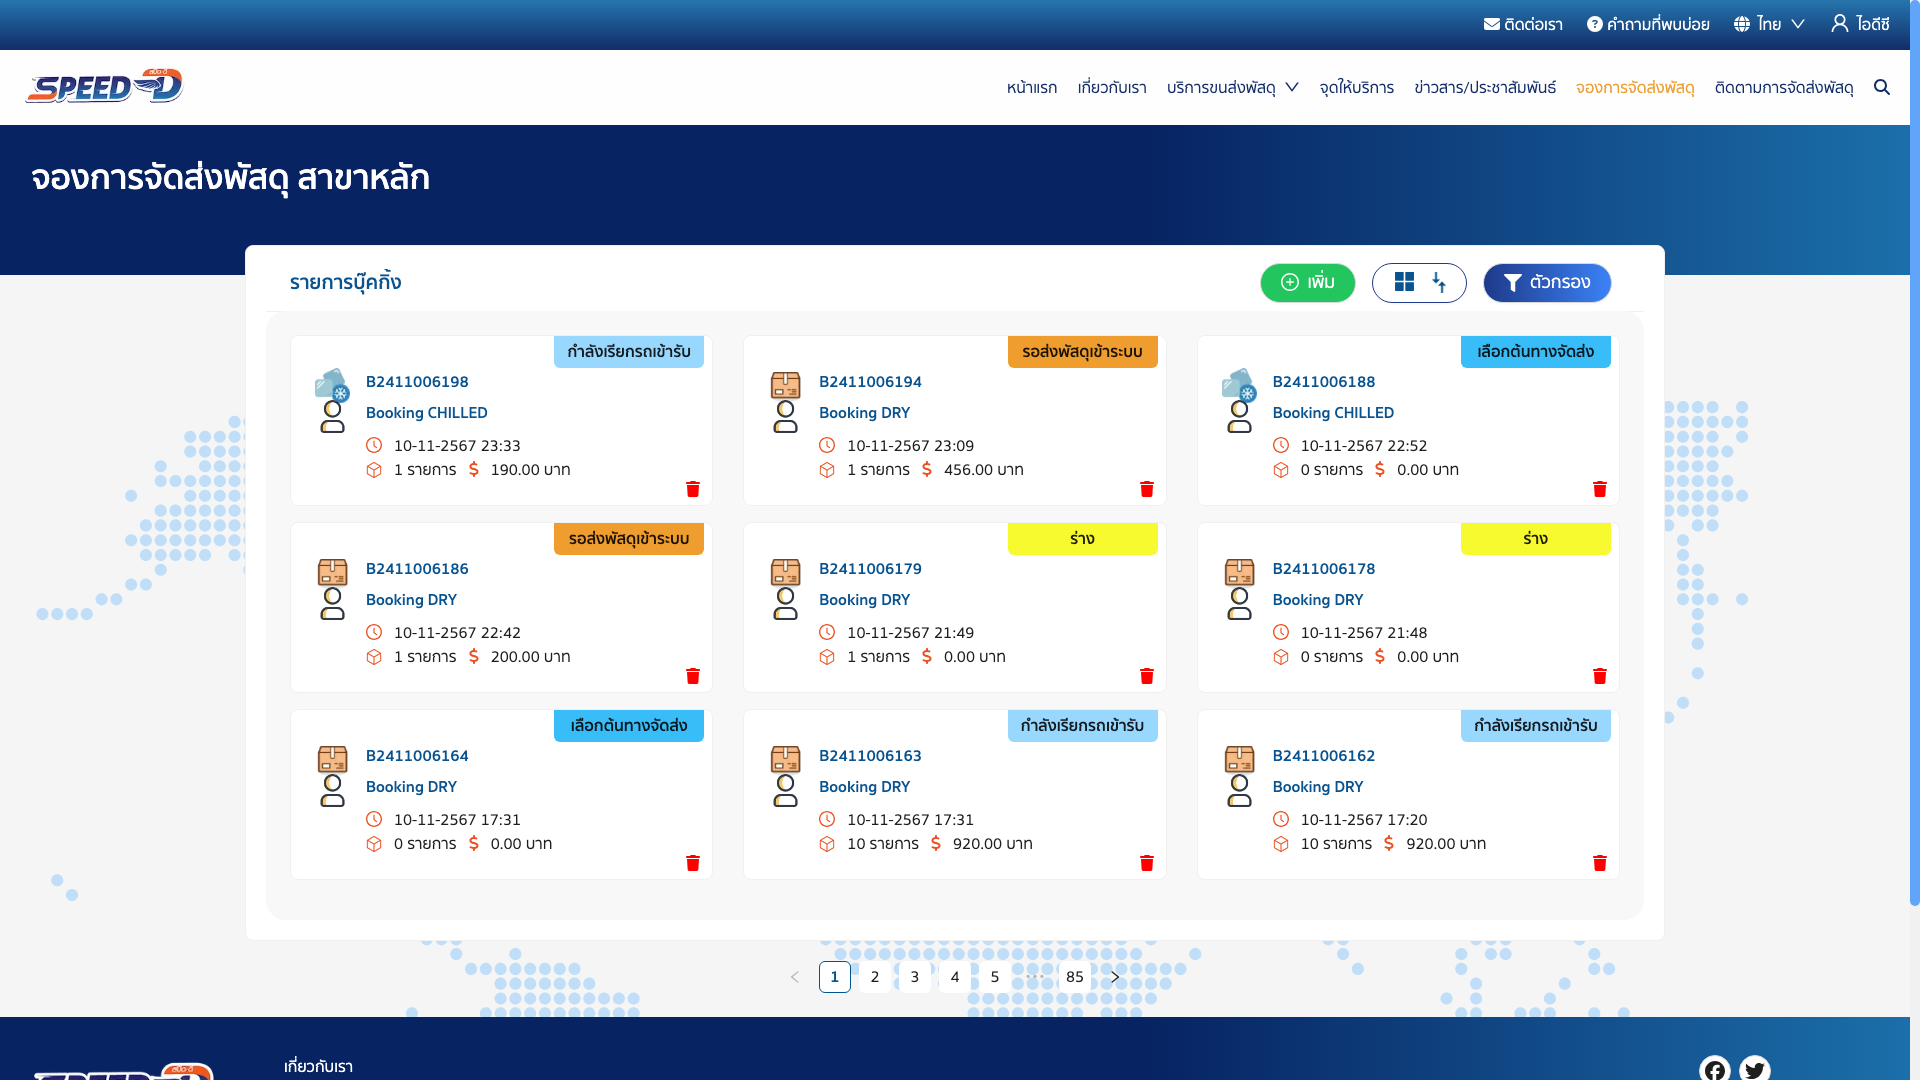 ติดต่อเรา คำถามที่พบบ่อย ไทย ไอดีซี
SPEED-D สปีด-ดี หน้าแรก เกี่ยวกับเรา บริการขนส่งพัสดุ จุดให้บริการ ข่าวสาร/ประชาสัมพันธ์ จองการจัดส่งพัสดุ ติดตามการจัดส่งพัสดุ
จองการจัดส่งพัสดุ สาขาหลัก
รายการบุ๊คกิ้ง เพิ่ม ตัวกรอง
กำลังเรียกรถเข้ารับ
B2411006198
Booking CHILLED
10-11-2567 23:33
1 รายการ $ 190.00 บาท
รอส่งพัสดุเข้าระบบ
B2411006194
Booking DRY
10-11-2567 23:09
1 รายการ $ 456.00 บาท
เลือกต้นทางจัดส่ง
B2411006188
Booking CHILLED
10-11-2567 22:52
0 รายการ $ 0.00 บาท
รอส่งพัสดุเข้าระบบ
B2411006186
Booking DRY
10-11-2567 22:42
1 รายการ $ 200.00 บาท
ร่าง
B2411006179
Booking DRY
10-11-2567 21:49
1 รายการ $ 0.00 บาท
ร่าง
B2411006178
Booking DRY
10-11-2567 21:48
0 รายการ $ 0.00 บาท
เลือกต้นทางจัดส่ง
B2411006164
Booking DRY
10-11-2567 17:31
0 รายการ $ 0.00 บาท
กำลังเรียกรถเข้ารับ
B2411006163
Booking DRY
10-11-2567 17:31
10 รายการ $ 920.00 บาท
กำลังเรียกรถเข้ารับ
B2411006162
Booking DRY
10-11-2567 17:20
10 รายการ $ 920.00 บาท
1 2 3 4 5 ••• 85
เกี่ยวกับเรา